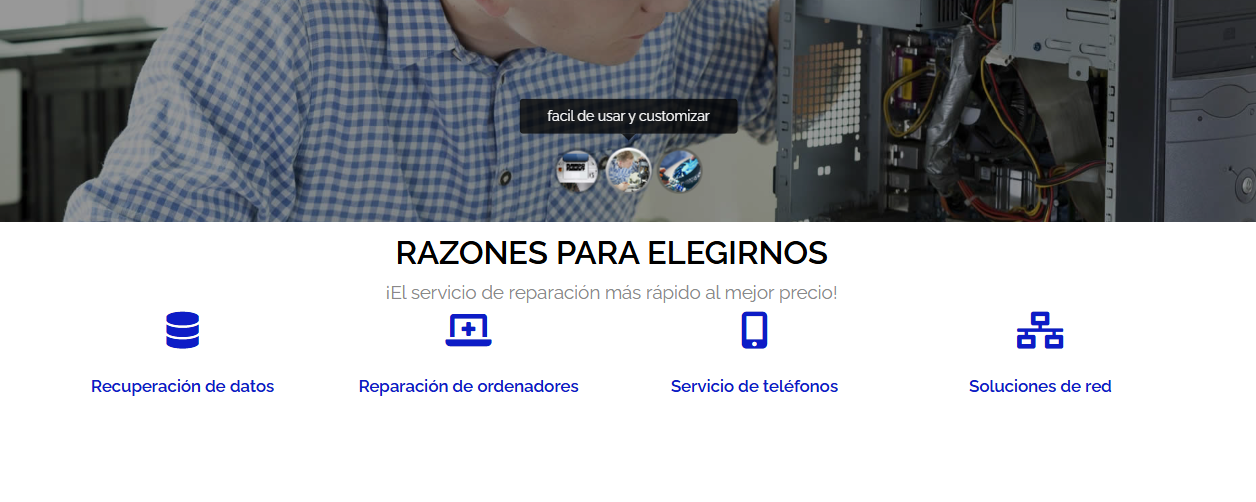 facil de usar y customizar
RAZONES PARA ELEGIRNOS
¡El servicio de reparación más rápido al mejor precio!
Recuperación de datos
Reparación de ordenadores
Servicio de teléfonos
Soluciones de red